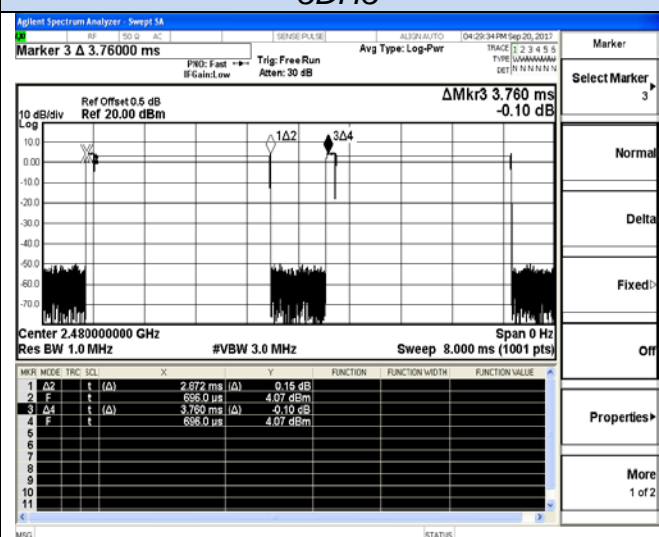 Agilent Spectrum Analyzer - Swept SA
RF 50 Ω AC SENSE:PULSE ALIGN AUTO 04:29:34 PM Sep 20, 2017
Marker 3 Δ 3.76000 ms
PNO: Fast
IFGain:Low
Trig: Free Run
Atten: 30 dB
Avg Type: Log-Pwr
TRACE 1 2 3 4 5 6
TYPE WWWWWW
DET N N N N N N
Ref Offset 0.5 dB
Ref 20.00 dBm
10 dB/div
Log
ΔMkr3 3.760 ms
-0.10 dB
10.0
0.00
-10.0
-20.0
-30.0
-40.0
-50.0
-60.0
-70.0
1Δ2
3Δ4
Center 2.480000000 GHz
Res BW 1.0 MHz
#VBW 3.0 MHz
Span 0 Hz
Sweep 8.000 ms (1001 pts)
MKR MODE TRC SCL X Y FUNCTION FUNCTION WIDTH FUNCTION VALUE
1 Δ2 t (Δ) 2.872 ms (Δ) 0.15 dB
2 F t 696.0 µs 4.07 dBm
3 Δ4 t (Δ) 3.760 ms (Δ) -0.10 dB
4 F t 696.0 µs 4.07 dBm
5
6
7
8
9
10
11
MSG STATUS
Marker
Select Marker
3
Normal
Delta
Fixed
Off
Properties
More
1 of 2